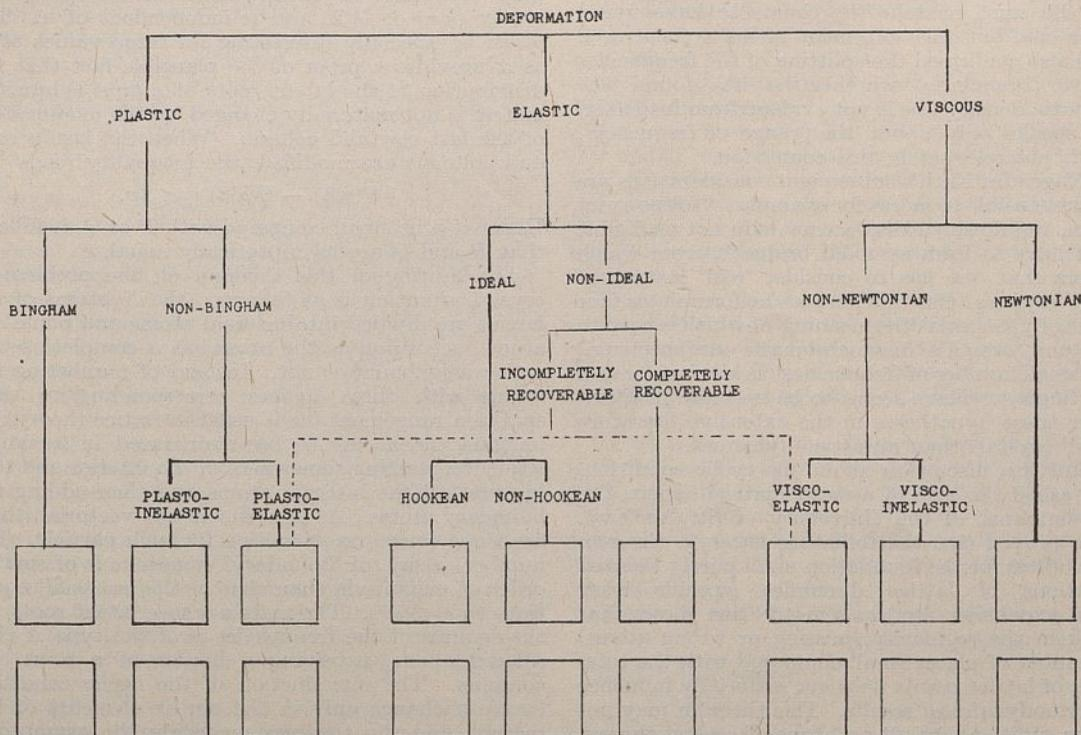 DEFORMATION
PLASTIC
ELASTIC
VISCOUS
BINGHAM
NON-BINGHAM
IDEAL
NON-IDEAL
NON-NEWTONIAN
NEWTONIAN
INCOMPLETELY
RECOVERABLE
COMPLETELY
RECOVERABLE
PLASTO-
INELASTIC
PLASTO-
ELASTIC
HOOKEAN
NON-HOOKEAN
VISCO-
ELASTIC
VISCO-
INELASTIC